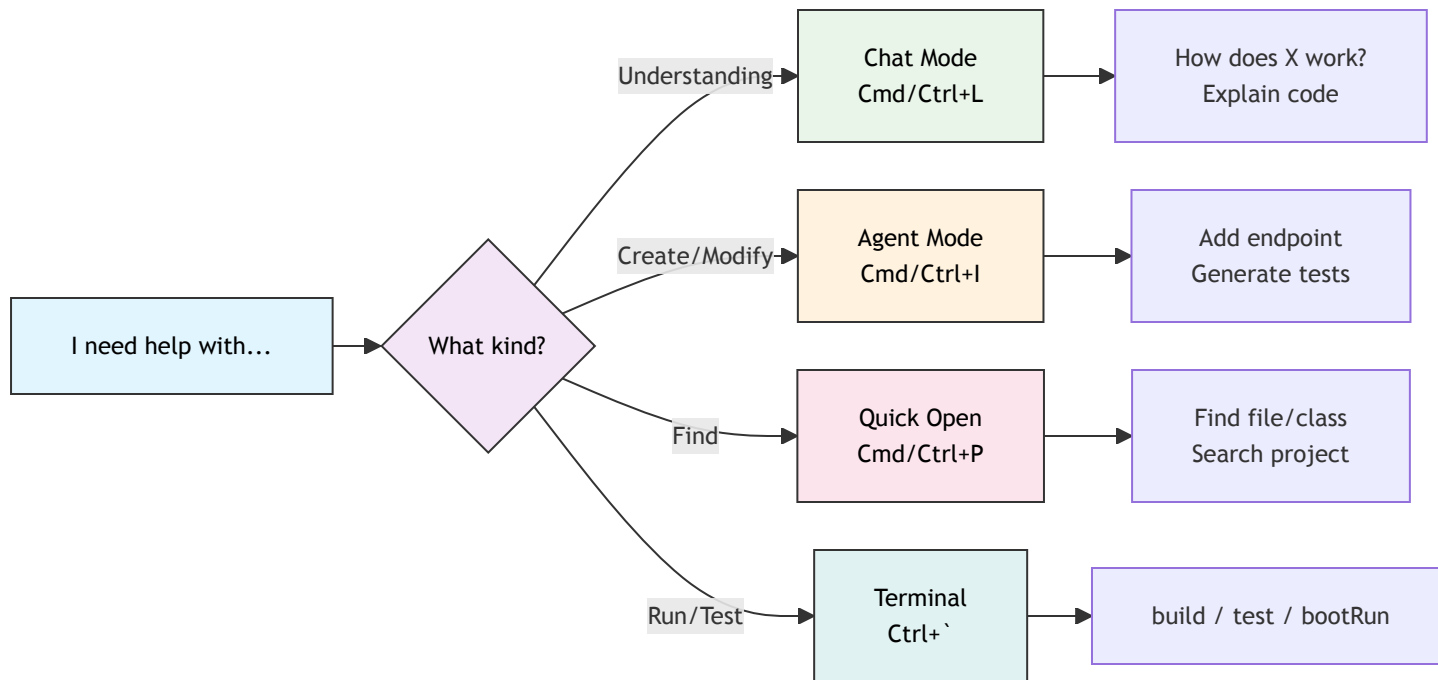 I need help with...
What kind?
Understanding
Chat Mode
Cmd/Ctrl+L
How does X work?
Explain code
Create/Modify
Agent Mode
Cmd/Ctrl+I
Add endpoint
Generate tests
Find
Quick Open
Cmd/Ctrl+P
Find file/class
Search project
Run/Test
Terminal
Ctrl+`
build / test / bootRun